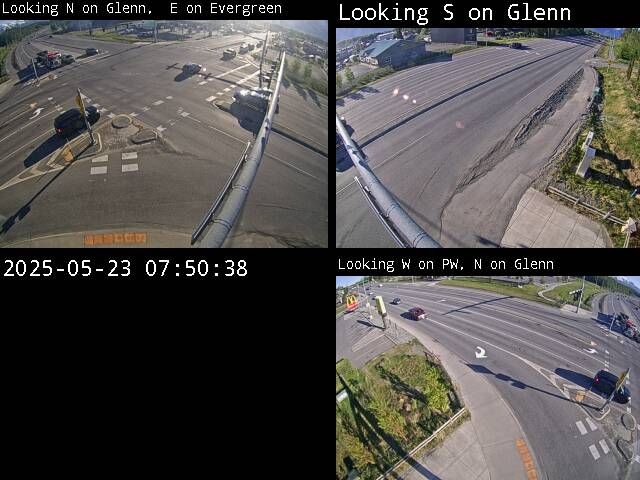 Looking N on Glenn,  E on Evergreen
Looking S on Glenn
2025-05-23 07:50:38
Looking W on PW, N on Glenn